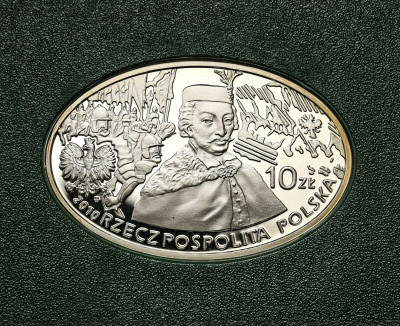 10 ZŁ
2010 RZECZPOSPOLITA POLSKA